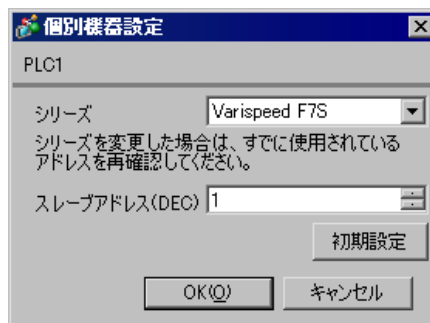 個別機器設定
PLC1
シリーズ Varispeed F7S
シリーズを変更した場合は、すでに使用されている
アドレスを再確認してください。
スレーブアドレス(DEC) 1
初期設定
OK(O) キャンセル